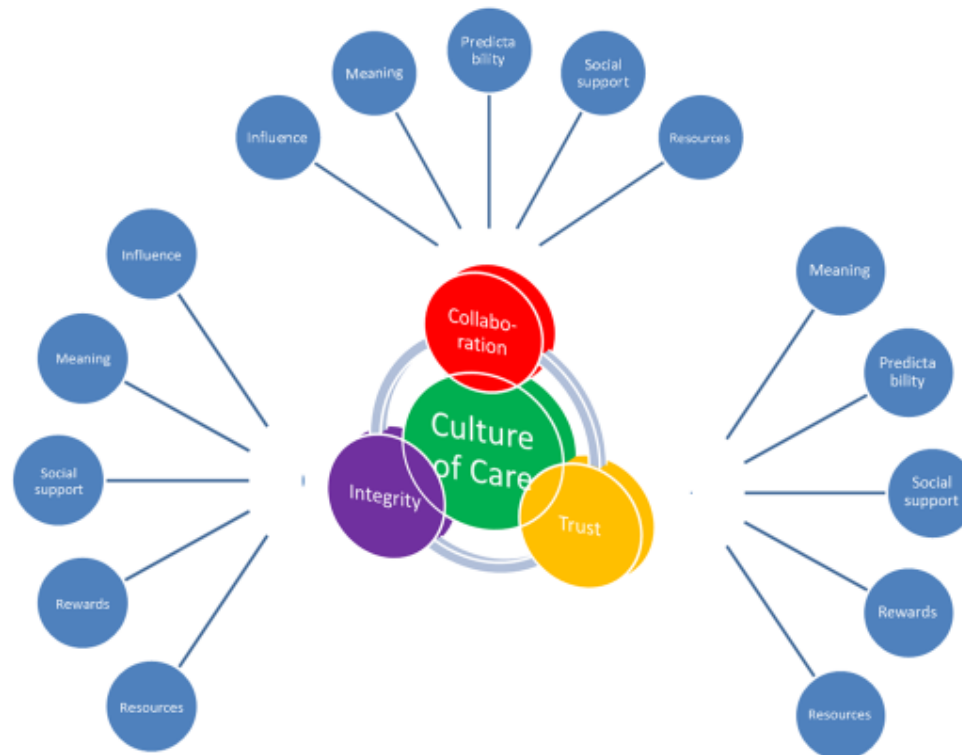 Predicta
bility
Meaning
Social
support
Influence
Resources
Influence
Meaning
Social
support
Rewards
Resources
Collabo-
ration
Culture
of Care
Integrity
Trust
Meaning
Predicta
bility
Social
support
Rewards
Resources